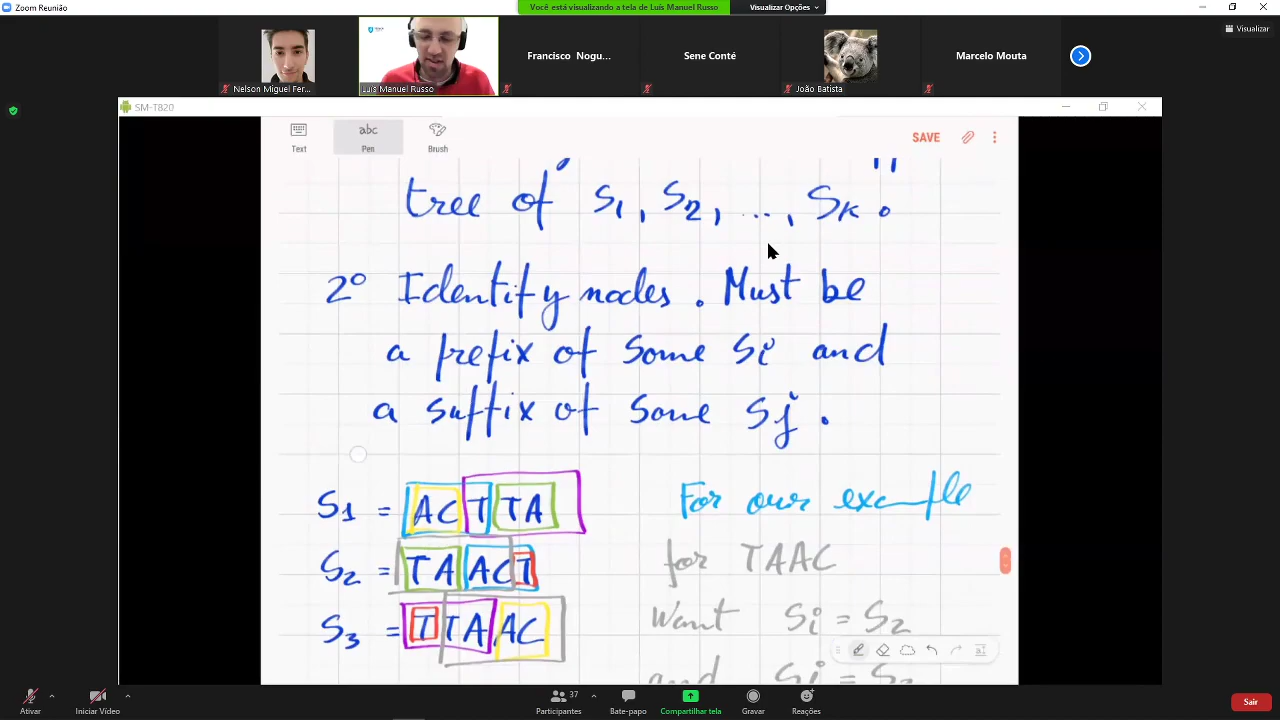 Zoom Reunião
Você está visualizando a tela de Luís Manuel Russo
Visualizar Opções
Visualizar
Nelson Miguel Fer...
Luís Manuel Russo
Francisco Nogu...
Sene Conté
João Batista
Marcelo Mouta
SM-T820
Text
abc
Pen
Brush
SAVE
tree of S1, S2, ..., SK.
2º Identify nodes. Must be
a prefix of some Si and
a suffix of some Sj.
S1 = ACTTA
For our example
S2 = TAACT
for TAAC
Want Si = S2
S3 = TTAAC
Ativar
Iniciar Vídeo
Participantes
37
Bate-papo
Compartilhar tela
Gravar
Reações
Sair